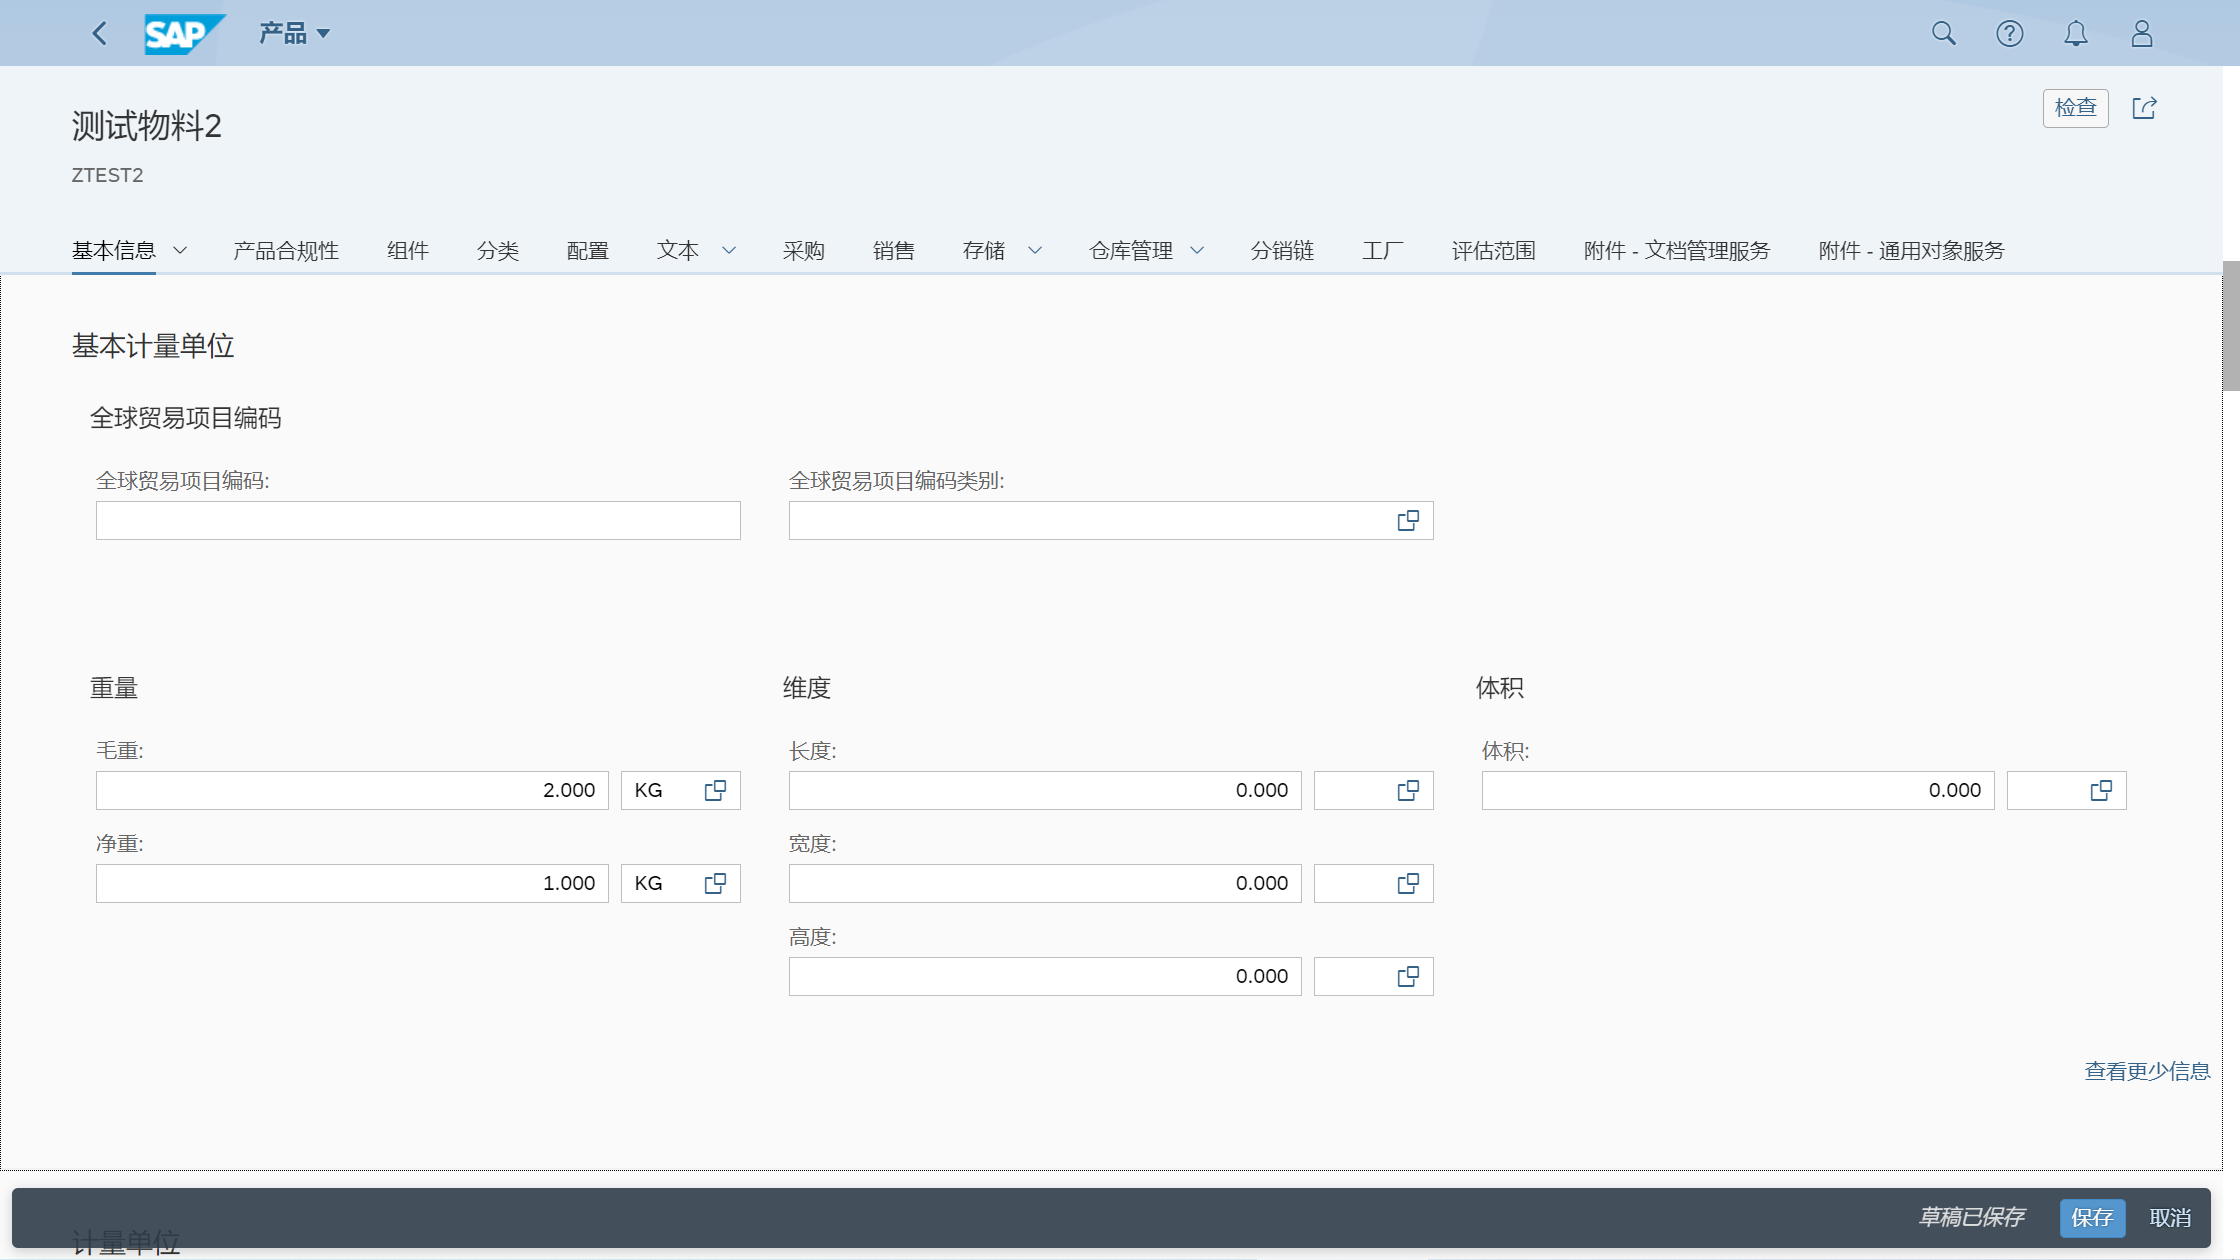 SAP 产品
检查
测试物料2
ZTEST2
基本信息 产品合规性 组件 分类 配置 文本 采购 销售 存储 仓库管理 分销链 工厂 评估范围 附件 - 文档管理服务 附件 - 通用对象服务
基本计量单位
全球贸易项目编码
全球贸易项目编码: 全球贸易项目编码类别:
重量 维度 体积
毛重: 长度: 体积:
2.000 KG 0.000 0.000
净重: 宽度:
1.000 KG 0.000
高度:
0.000
查看更少信息
计量单位
草稿已保存 保存 取消